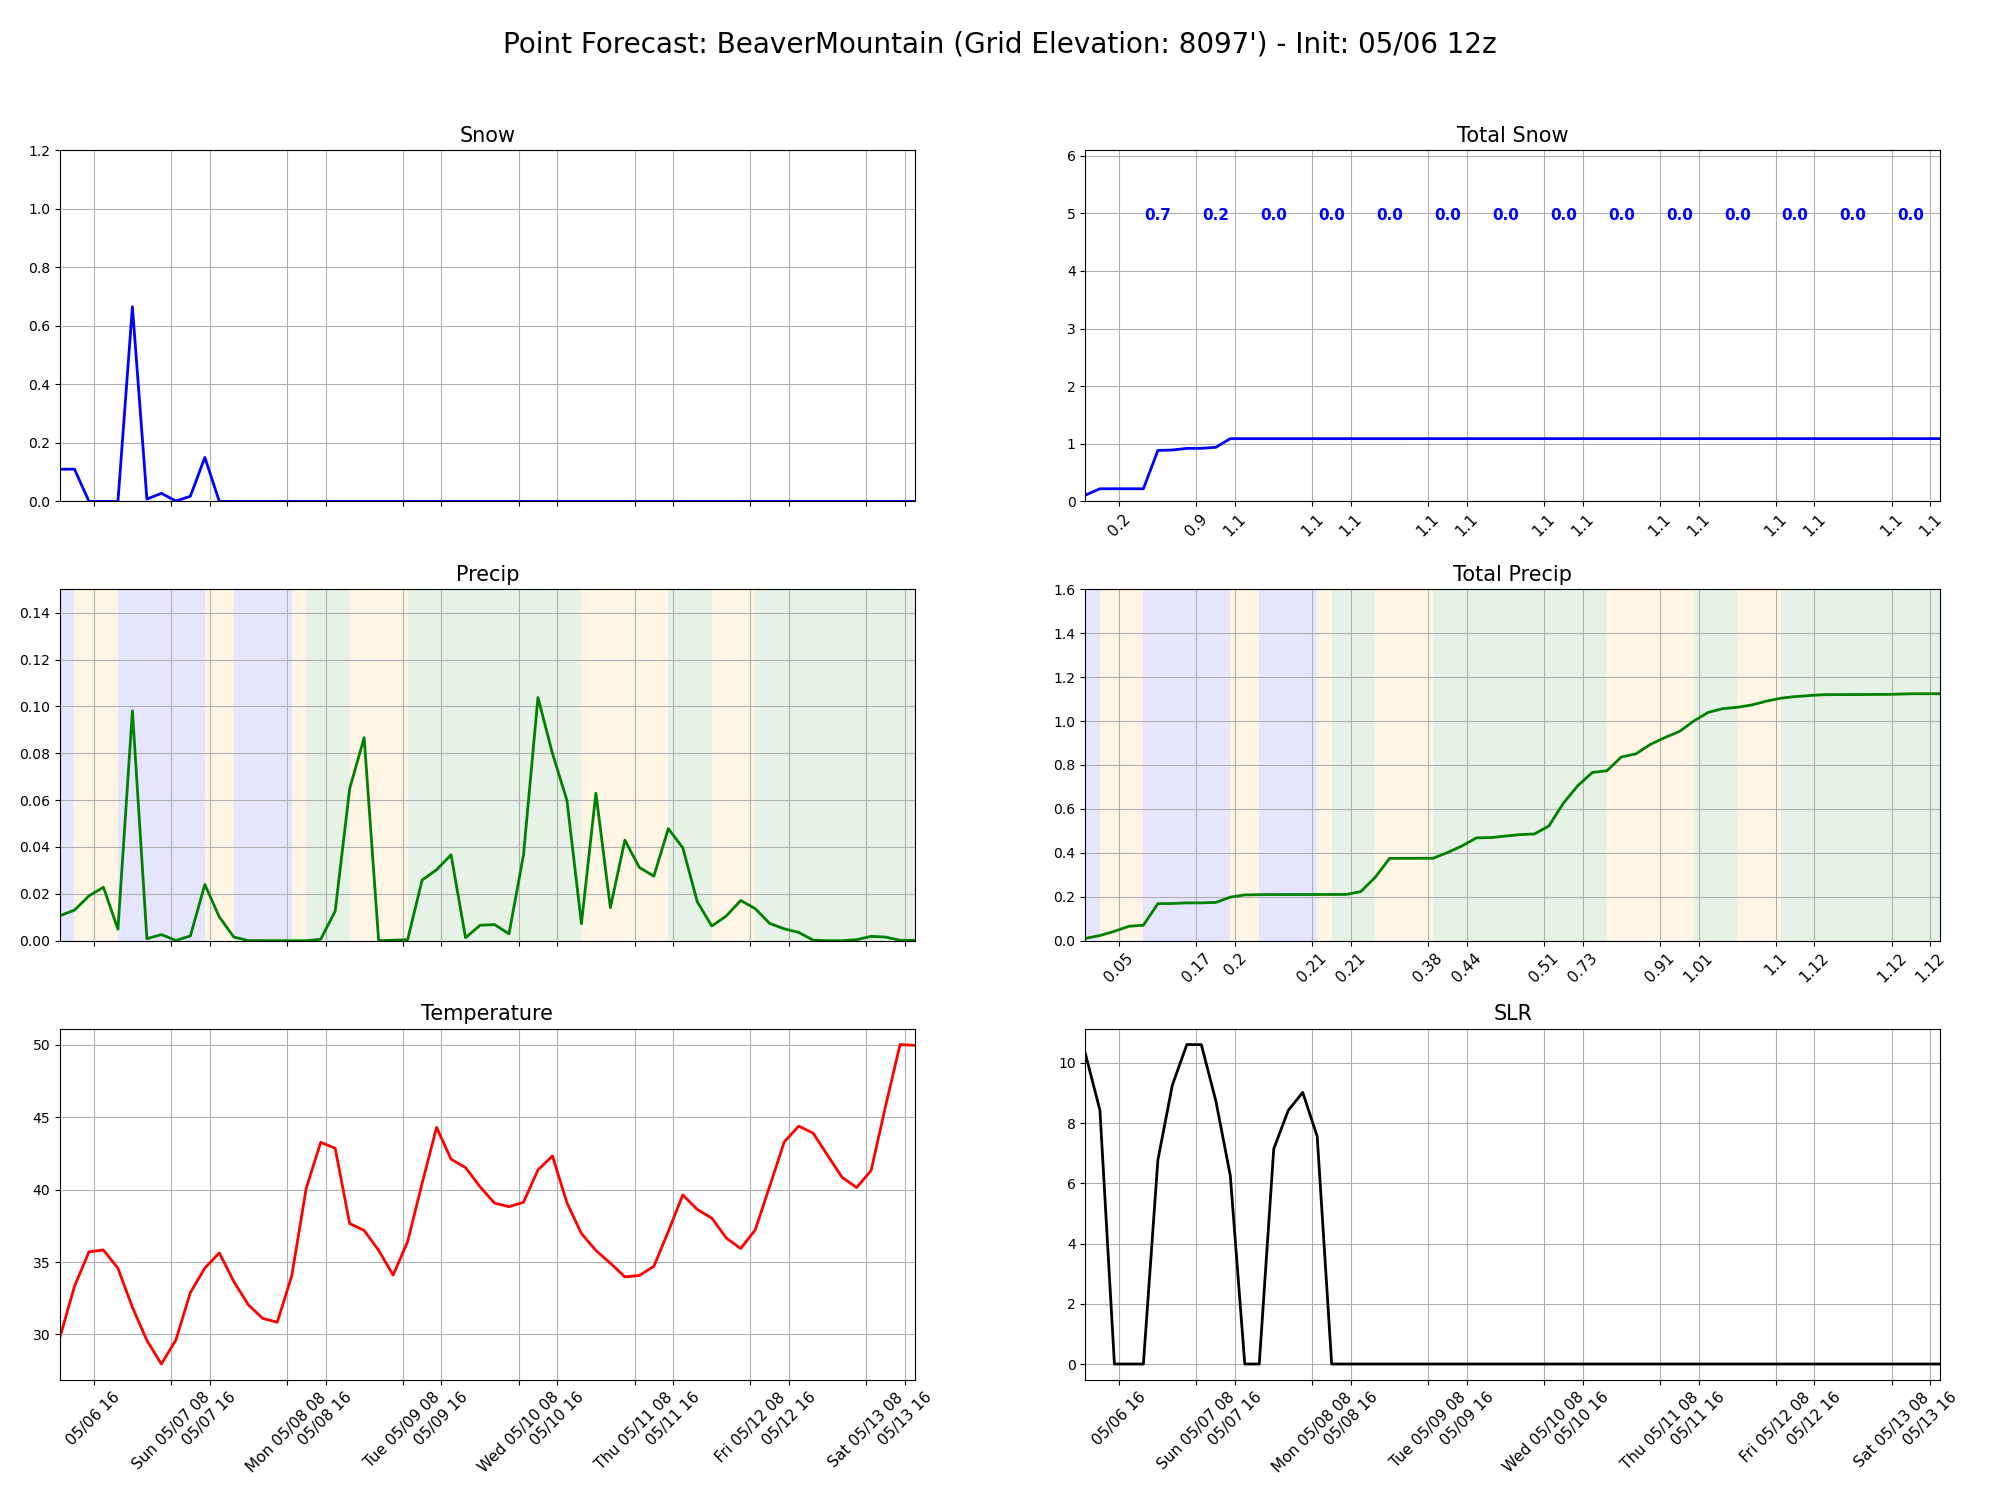 Point Forecast: BeaverMountain (Grid Elevation: 8097') - Init: 05/06 12z
Snow
1.2
1.0
0.8
0.6
0.4
0.2
0.0
Total Snow
6
5
4
3
2
1
0
0.7 0.2 0.0 0.0 0.0 0.0 0.0 0.0 0.0 0.0 0.0 0.0 0.0 0.0
0.2 0.9 1.1 1.1 1.1 1.1 1.1 1.1 1.1 1.1 1.1 1.1 1.1 1.1 1.1
Precip
0.14
0.12
0.10
0.08
0.06
0.04
0.02
0.00
Total Precip
1.6
1.4
1.2
1.0
0.8
0.6
0.4
0.2
0.0
0.05 0.17 0.2 0.21 0.21 0.38 0.44 0.51 0.73 0.91 1.01 1.1 1.12 1.12 1.12
Temperature
50
45
40
35
30
05/06 16
Sun 05/07 08
05/07 16
Mon 05/08 08
05/08 16
Tue 05/09 08
05/09 16
Wed 05/10 08
05/10 16
Thu 05/11 08
05/11 16
Fri 05/12 08
05/12 16
Sat 05/13 08
05/13 16
SLR
10
8
6
4
2
0
05/06 16
Sun 05/07 08
05/07 16
Mon 05/08 08
05/08 16
Tue 05/09 08
05/09 16
Wed 05/10 08
05/10 16
Thu 05/11 08
05/11 16
Fri 05/12 08
05/12 16
Sat 05/13 08
05/13 16